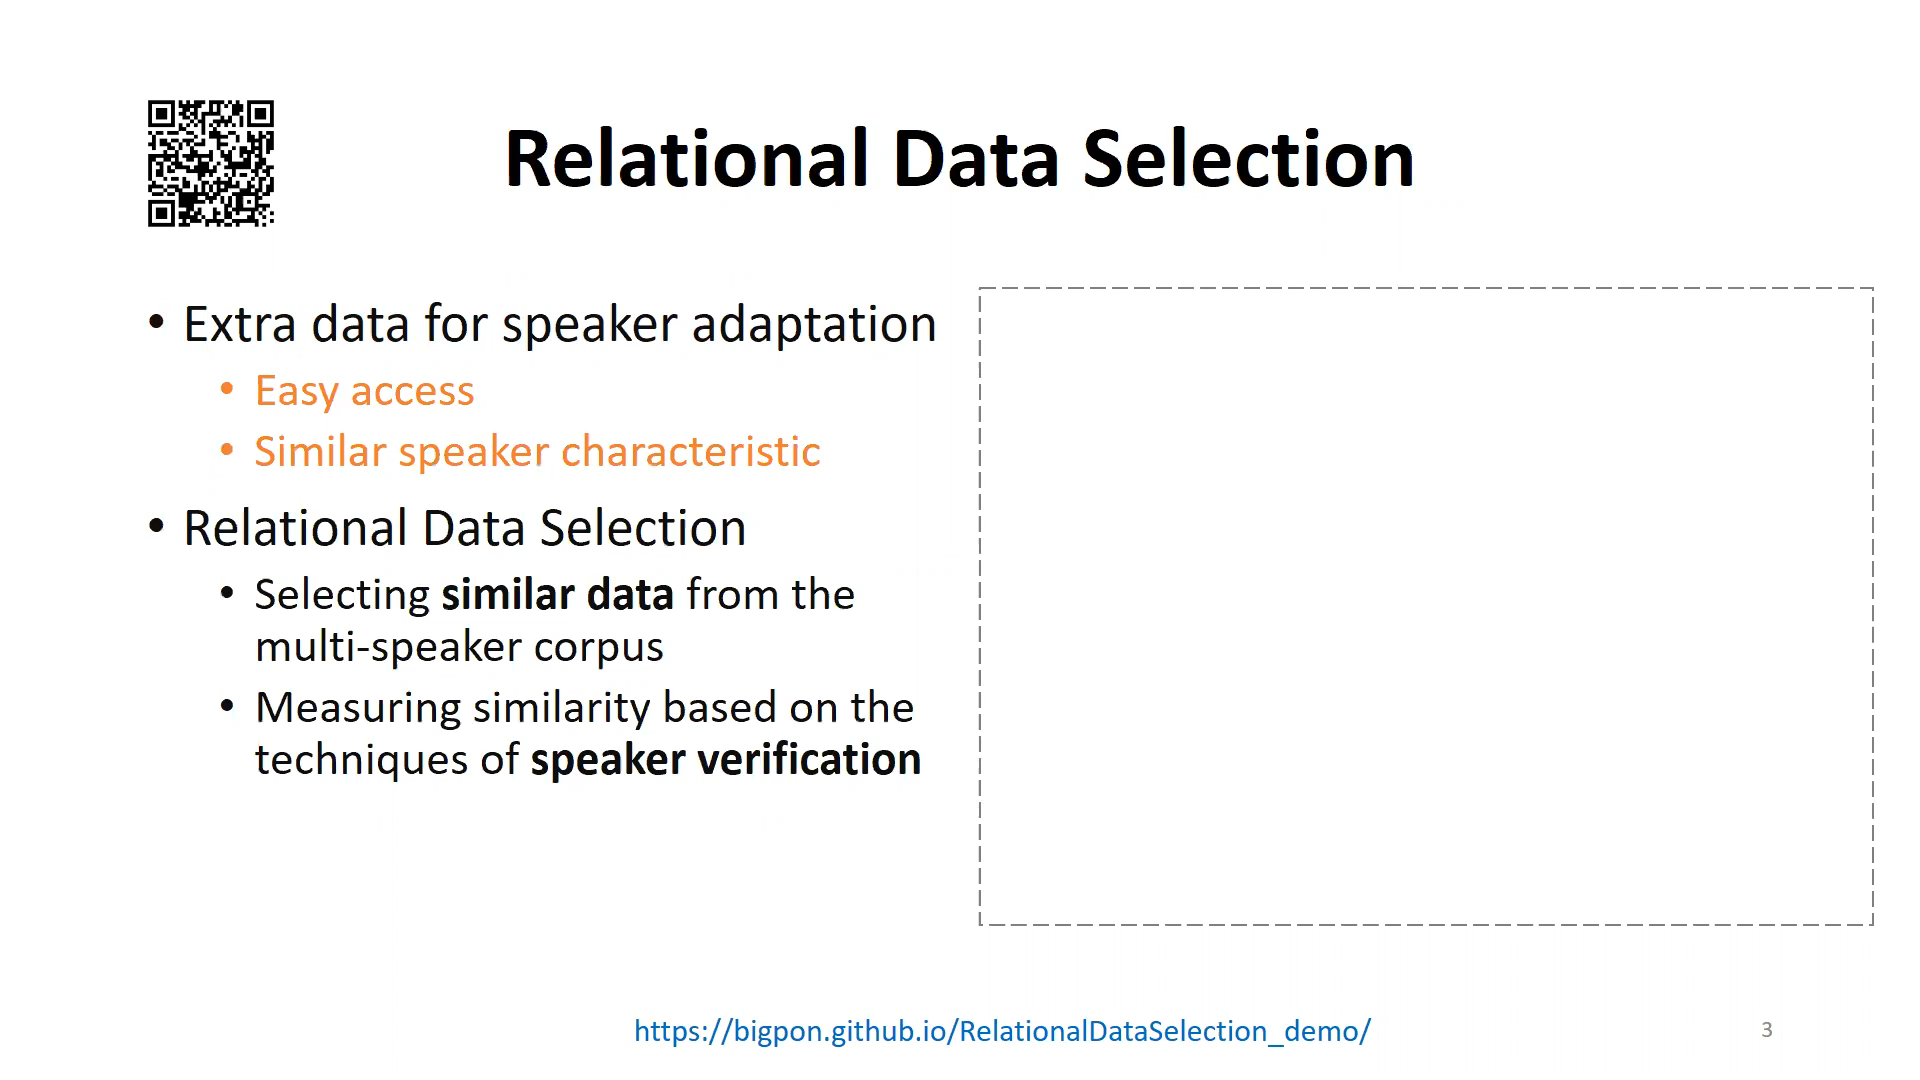 Relational Data Selection
• Extra data for speaker adaptation
• Easy access
• Similar speaker characteristic
• Relational Data Selection
• Selecting similar data from the
multi-speaker corpus
• Measuring similarity based on the
techniques of speaker verification
https://bigpon.github.io/RelationalDataSelection_demo/
3